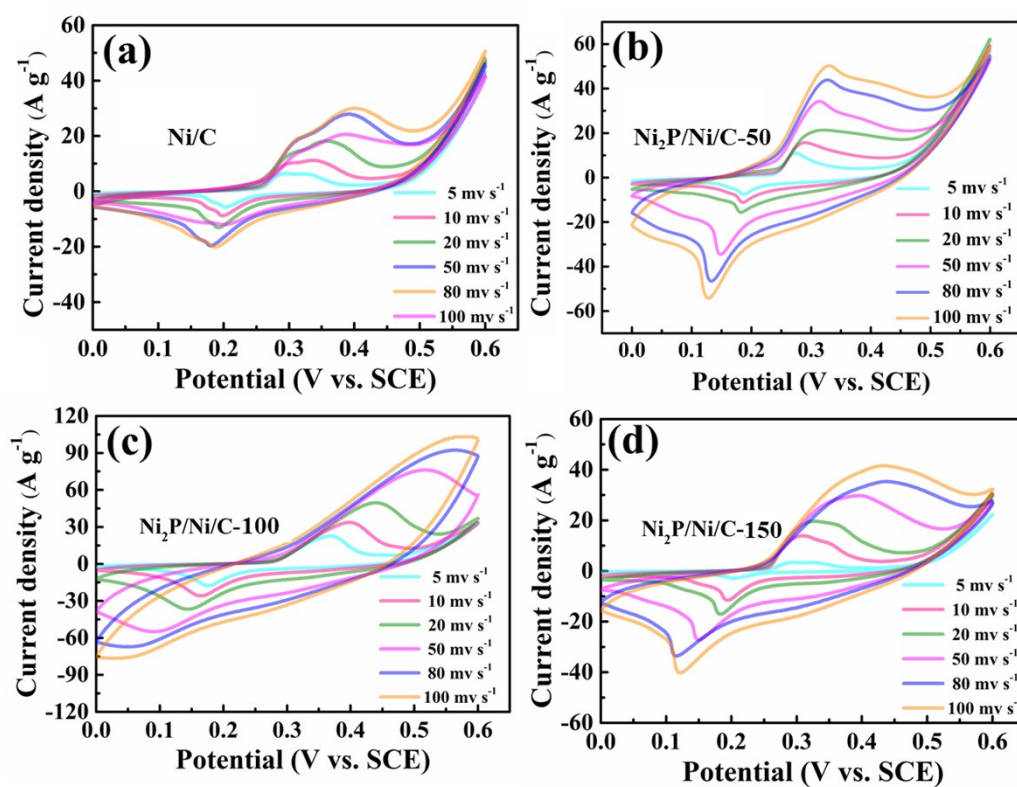 (a)
Ni/C
Current density (A g⁻¹)
60
40
20
0
-20
-40
0.0 0.1 0.2 0.3 0.4 0.5 0.6
Potential (V vs. SCE)
5 mv s⁻¹
10 mv s⁻¹
20 mv s⁻¹
50 mv s⁻¹
80 mv s⁻¹
100 mv s⁻¹
(b)
Ni₂P/Ni/C-50
Current density (A g⁻¹)
60
40
20
0
-20
-40
-60
0.0 0.1 0.2 0.3 0.4 0.5 0.6
Potential (V vs. SCE)
5 mv s⁻¹
10 mv s⁻¹
20 mv s⁻¹
50 mv s⁻¹
80 mv s⁻¹
100 mv s⁻¹
(c)
Ni₂P/Ni/C-100
Current density (A g⁻¹)
120
90
60
30
0
-30
-60
-90
-120
0.0 0.1 0.2 0.3 0.4 0.5 0.6
Potential (V vs. SCE)
5 mv s⁻¹
10 mv s⁻¹
20 mv s⁻¹
50 mv s⁻¹
80 mv s⁻¹
100 mv s⁻¹
(d)
Ni₂P/Ni/C-150
Current density (A g⁻¹)
60
40
20
0
-20
-40
-60
0.0 0.1 0.2 0.3 0.4 0.5 0.6
Potential (V vs. SCE)
5 mv s⁻¹
10 mv s⁻¹
20 mv s⁻¹
50 mv s⁻¹
80 mv s⁻¹
100 mv s⁻¹